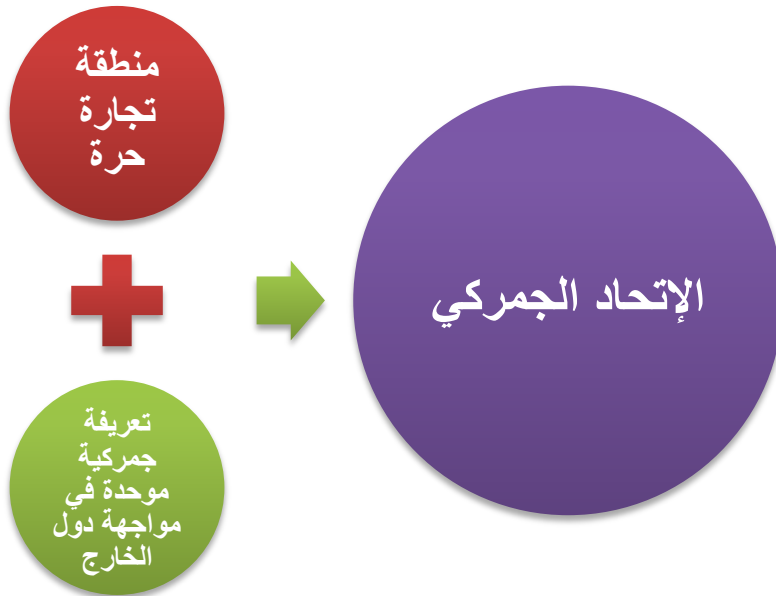 منطقة
تجارة
حرة
تعريفة
جمركية
موحدة في
مواجهة دول
الخارج
الإتحاد الجمركي